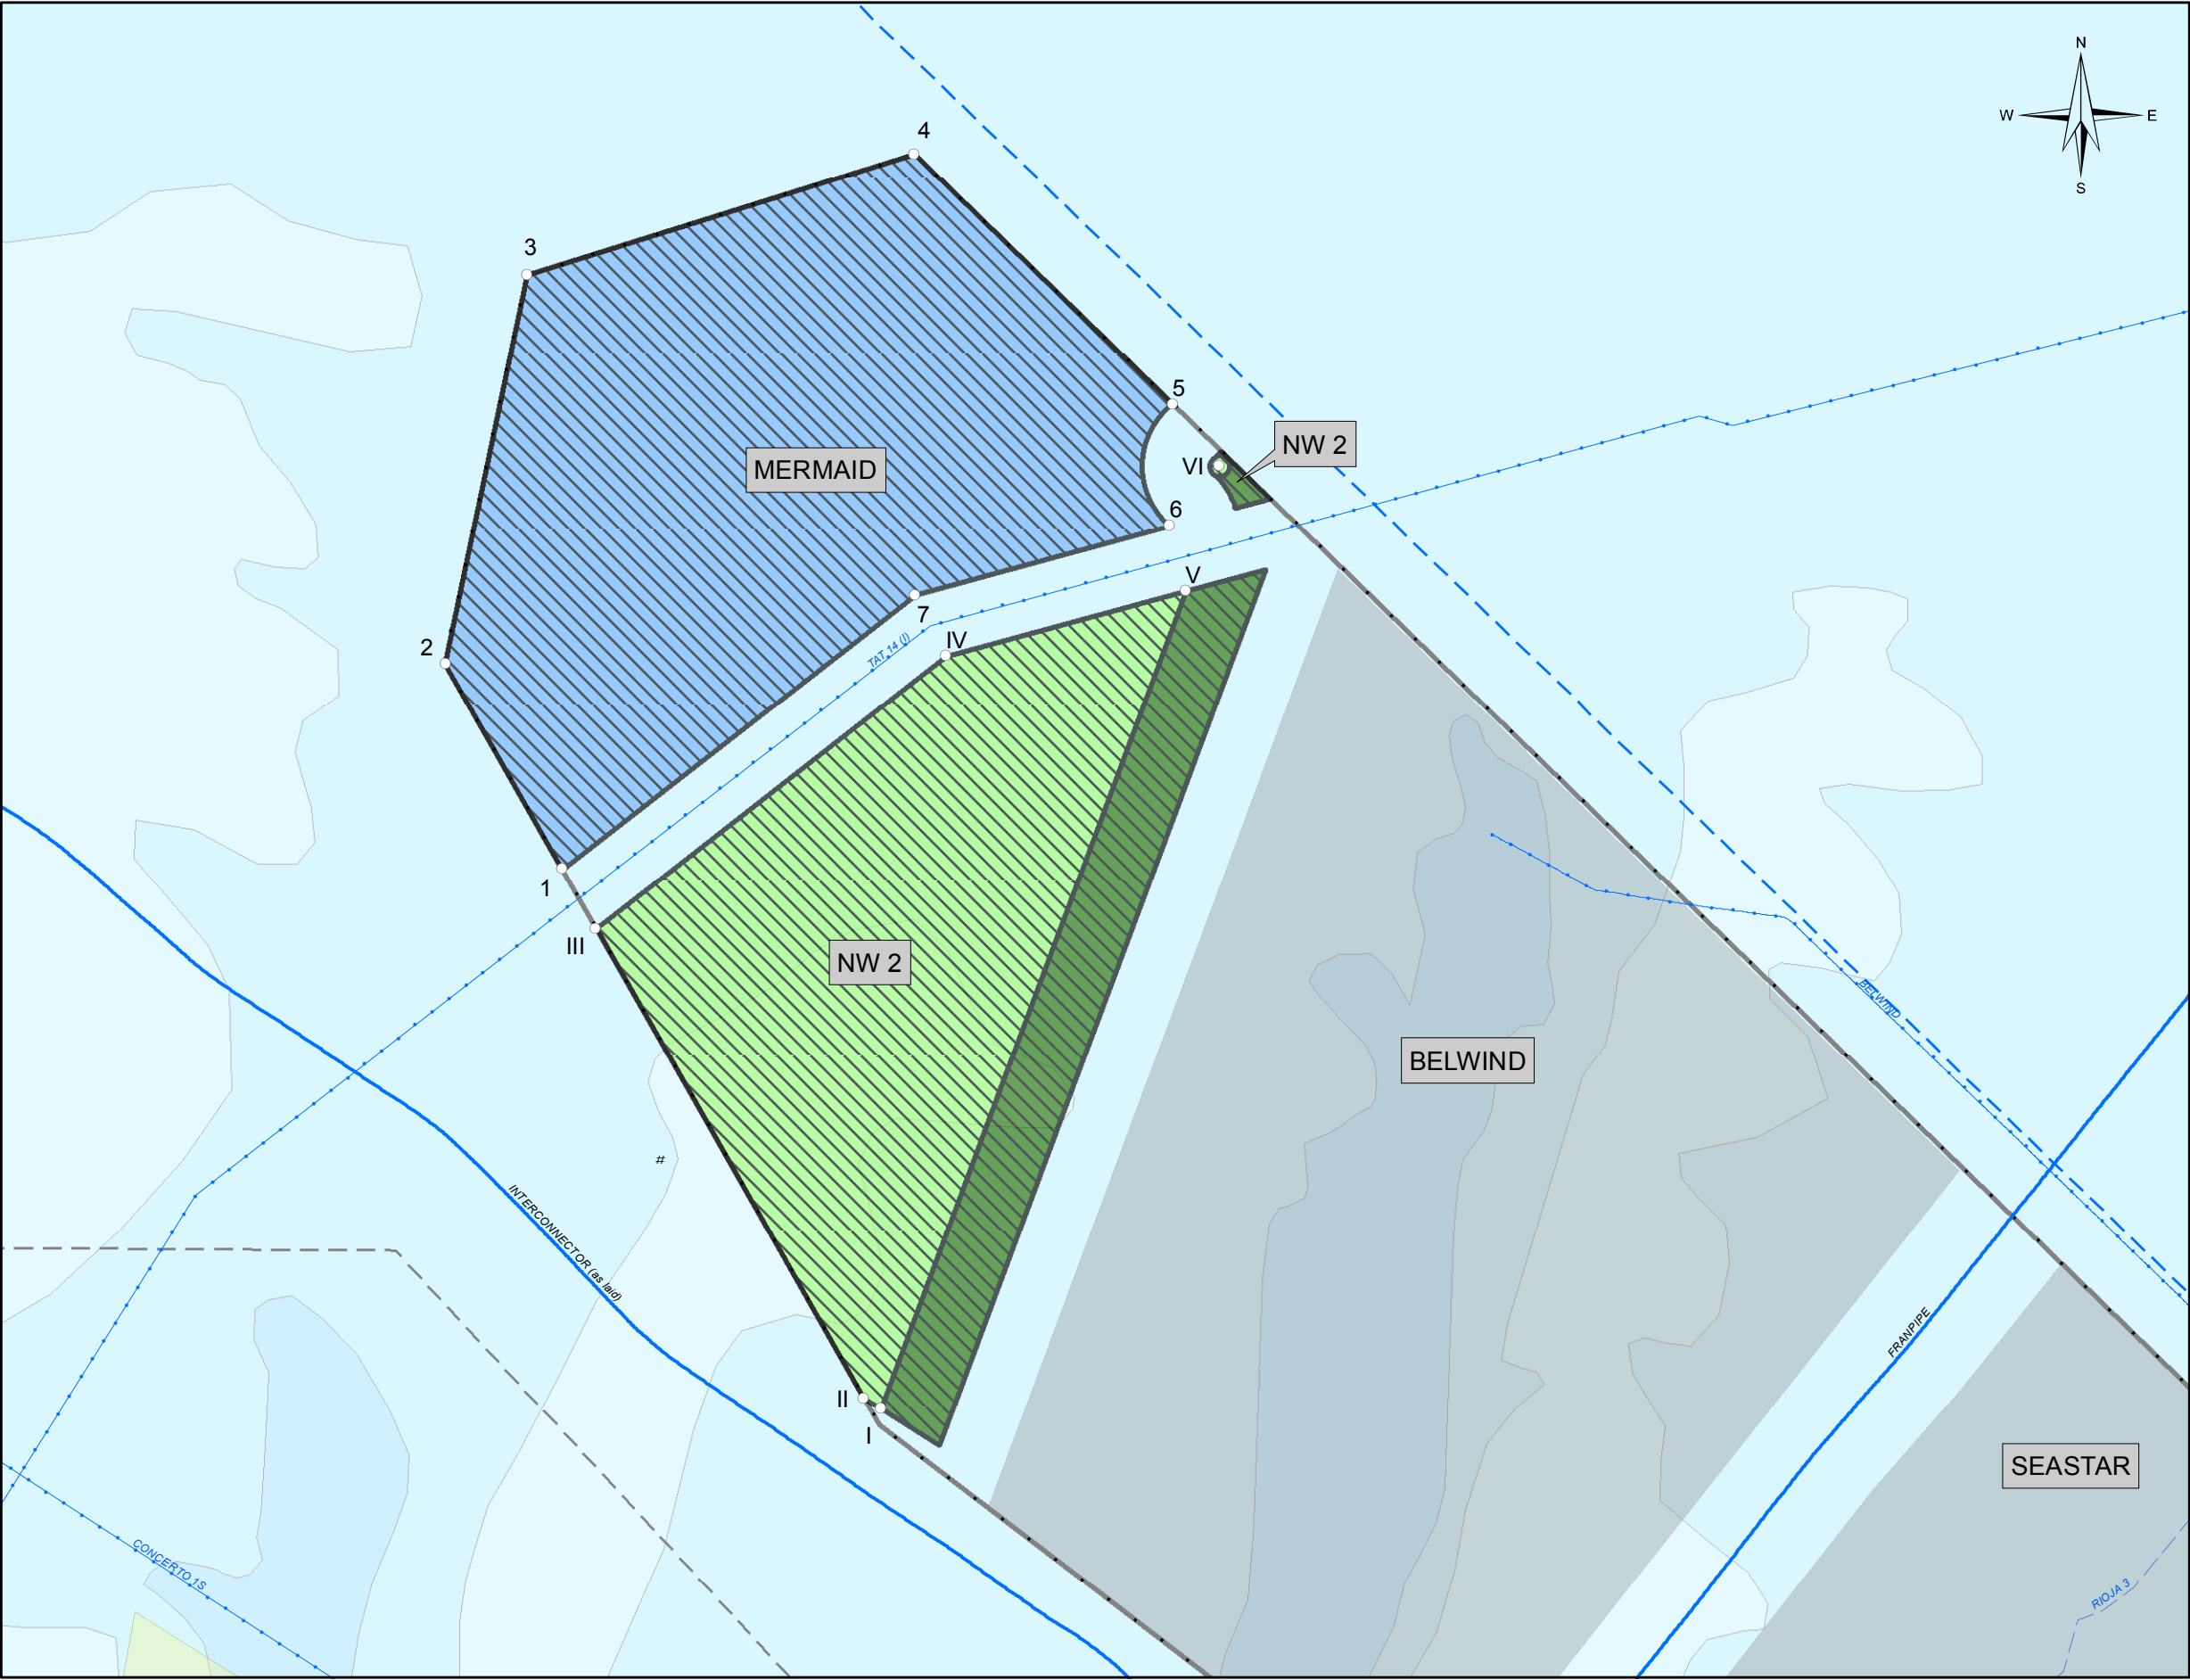 N
W E
S
4
3
5
NW 2
MERMAID
VI
6
V
7
2
IV
TAT 14 (I)
1
III
NW 2
BELWIND
BELWIND
#
INTERCONNECTOR (as laid)
FRANPIPE
II
I
SEASTAR
CONCERTO 1S
RIOJA 3